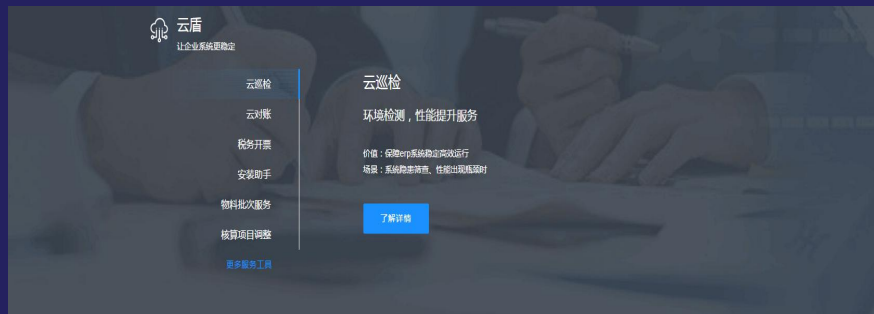 云盾
让企业系统更稳定
云巡检
云对账
税务开票
安装助手
物料批次服务
核算项目调整
更多服务工具
云巡检
环境检测，性能提升服务
价值：保障erp系统稳定高效运行
场景：系统隐患筛查、性能出现瓶颈时
了解详情